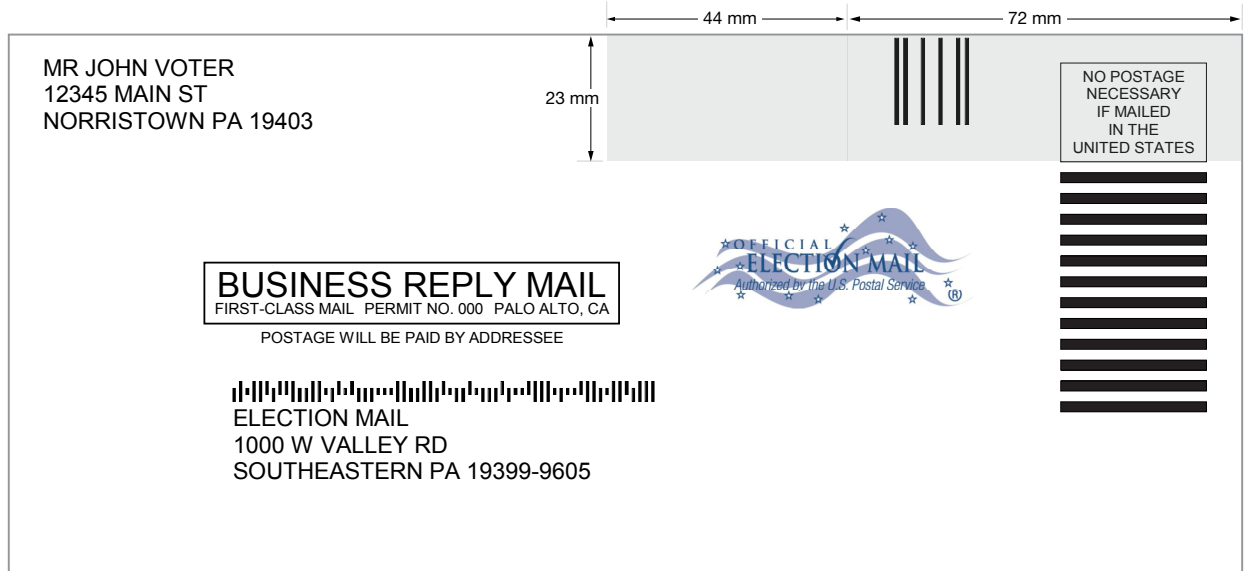 44 mm
72 mm
23 mm
MR JOHN VOTER
12345 MAIN ST
NORRISTOWN PA 19403
NO POSTAGE
NECESSARY
IF MAILED
IN THE
UNITED STATES
OFFICIAL
ELECTION MAIL
Authorized by the U.S. Postal Service
(R)
BUSINESS REPLY MAIL
FIRST-CLASS MAIL PERMIT NO. 000 PALO ALTO, CA
POSTAGE WILL BE PAID BY ADDRESSEE
ELECTION MAIL
1000 W VALLEY RD
SOUTHEASTERN PA 19399-9605